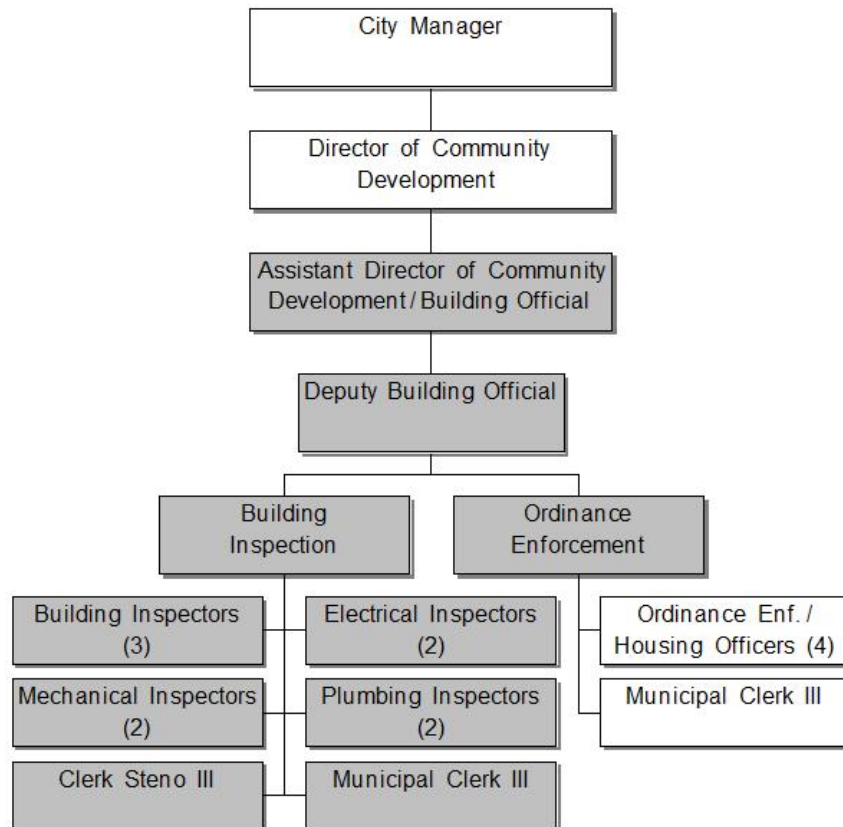 City Manager
Director of Community
Development
Assistant Director of Community
Development/Building Official
Deputy Building Official
Building
Inspection
Ordinance
Enforcement
Building Inspectors
(3)
Electrical Inspectors
(2)
Ordinance Enf./
Housing Officers (4)
Mechanical Inspectors
(2)
Plumbing Inspectors
(2)
Municipal Clerk III
Clerk Steno III
Municipal Clerk III